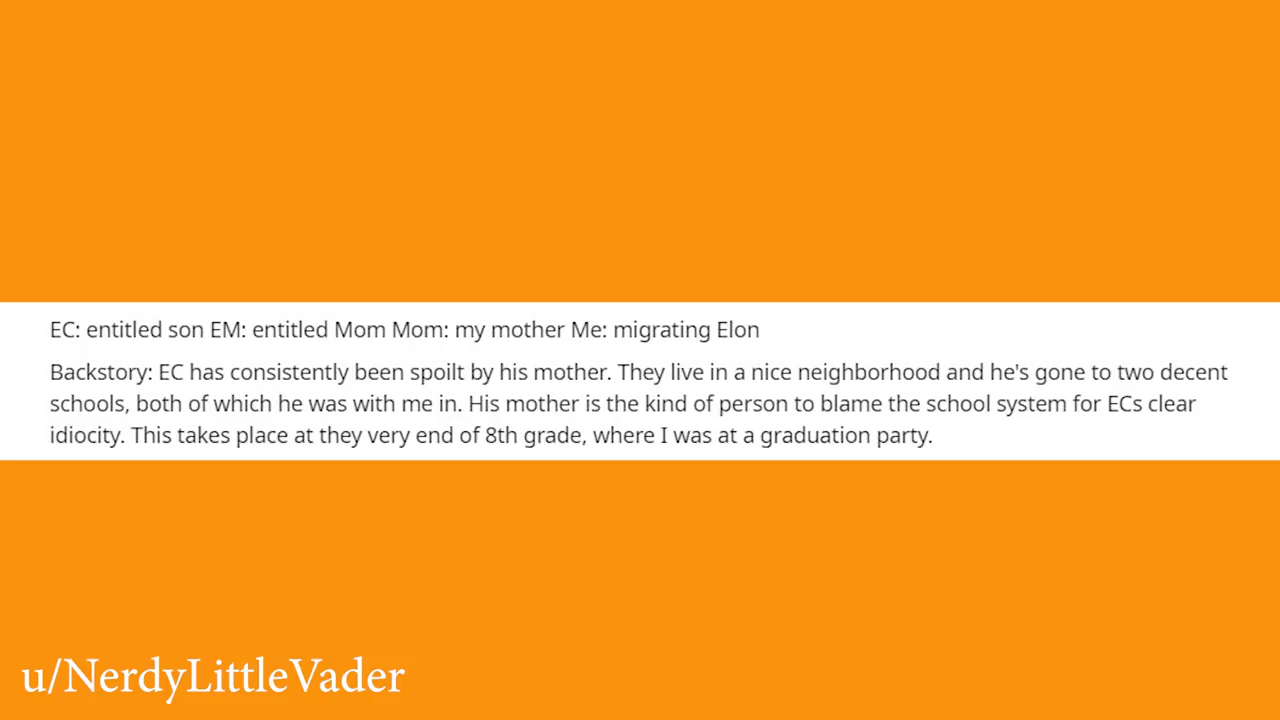 EC: entitled son EM: entitled Mom Mom: my mother Me: migrating Elon
Backstory: EC has consistently been spoilt by his mother. They live in a nice neighborhood and he's gone to two decent
schools, both of which he was with me in. His mother is the kind of person to blame the school system for ECs clear
idiocity. This takes place at they very end of 8th grade, where I was at a graduation party.
u/NerdyLittleVader